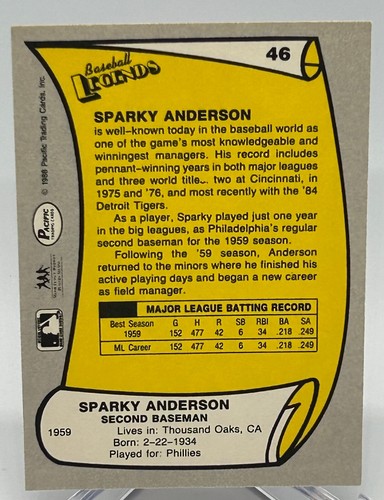 46
Baseball
LEGENDS
SPARKY ANDERSON
is well-known today in the baseball world as
one of the game's most knowledgeable and
winningest managers. His record includes
pennant-winning years in both major leagues
and three world title... two at Cincinnati, in
1975 and '76, and most recently with the '84
Detroit Tigers.
As a player, Sparky played just one year
in the big leagues, as Philadelphia's regular
second baseman for the 1959 season.
Following the '59 season, Anderson
returned to the minors where he finished his
active playing days and began a new career
as field manager.
MAJOR LEAGUE BATTING RECORD
Best Season G H R SB RBI BA SA
1959 152 477 42 6 34 .218 .249
ML Career 152 477 42 6 34 .218 .249
SPARKY ANDERSON
SECOND BASEMAN
1959 Lives in: Thousand Oaks, CA
Born: 2-22-1934
Played for: Phillies
© 1988 Pacific Trading Cards, Inc.
PACIFIC
TRADING CARDS